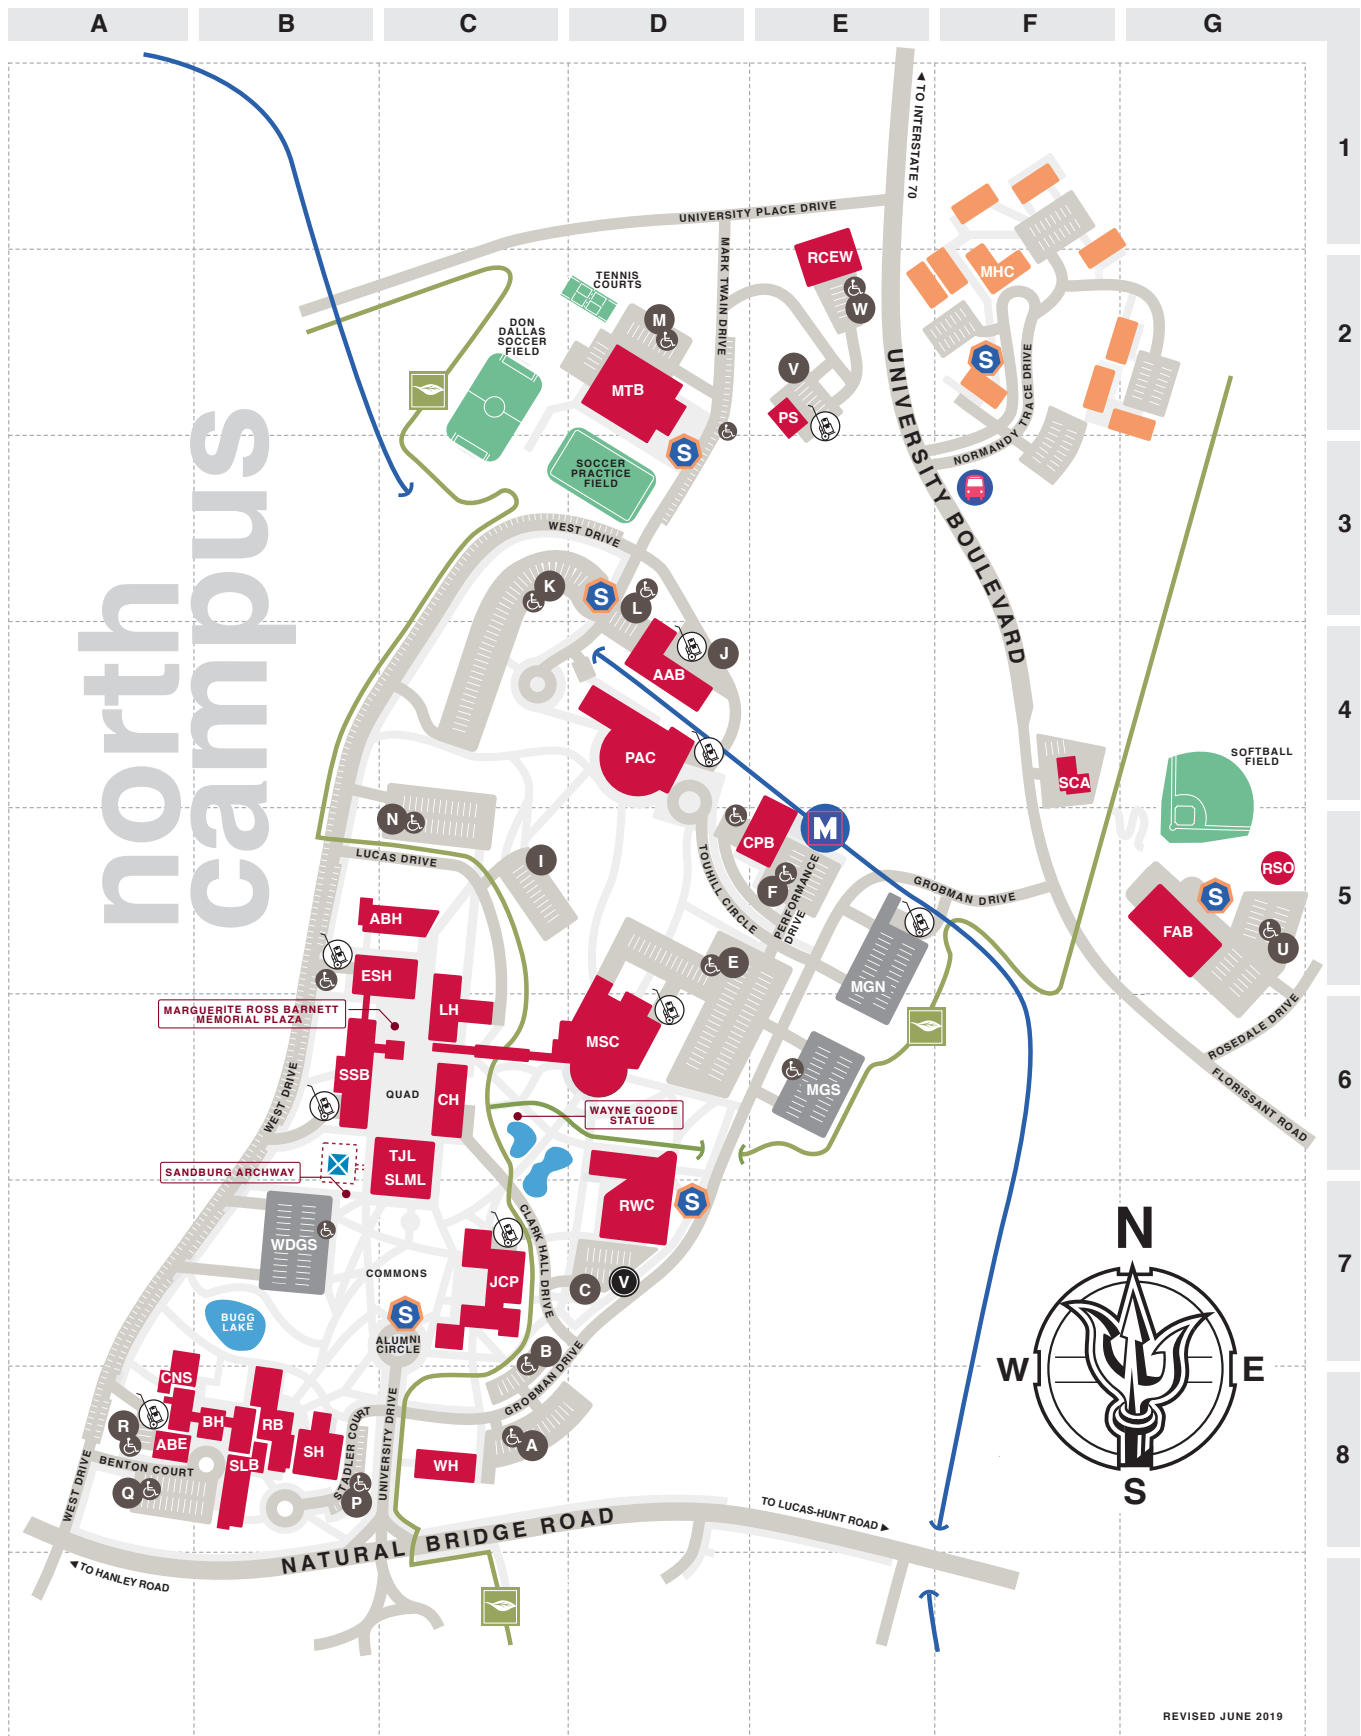 A
B
C
D
E
F
G
1
2
3
4
5
6
7
8
north
campus
◄ TO INTERSTATE 70
UNIVERSITY PLACE DRIVE
MARK TWAIN DRIVE
RCEW
W
MHC
TENNIS
COURTS
M
DON
DALLAS
SOCCER
FIELD
MTB
V
PS
S
NORMANDY TRACE DRIVE
UNIVERSITY BOULEVARD
S
SOCCER
PRACTICE
FIELD
WEST DRIVE
K
S
L
J
AAB
PAC
SCA
SOFTBALL
FIELD
N
LUCAS DRIVE
I
CPB
M
TOUHILL CIRCLE
F
PERFORMANCE
DRIVE
GROBMAN DRIVE
RSO
S
FAB
U
ABH
ESH
E
MGN
LH
MARGUERITE ROSS BARNETT
MEMORIAL PLAZA
MSC
ROSEDALE DRIVE
FLORISSANT ROAD
SSB
QUAD
CH
MGS
WEST DRIVE
WAYNE GOODE
STATUE
TJL
SLML
SANDBURG ARCHWAY
RWC
S
CLARK HALL DRIVE
WDGS
COMMONS
JCP
C
V
S
BUGG
LAKE
ALUMNI
CIRCLE
B
GROBMAN DRIVE
N
W
E
S
CNS
R
ABE
BH
RB
SLB
SH
STADLER COURT
UNIVERSITY DRIVE
WH
A
BENTON COURT
Q
P
WEST DRIVE
NATURAL BRIDGE ROAD
TO LUCAS-HUNT ROAD ►
◄ TO HANLEY ROAD
REVISED JUNE 2019